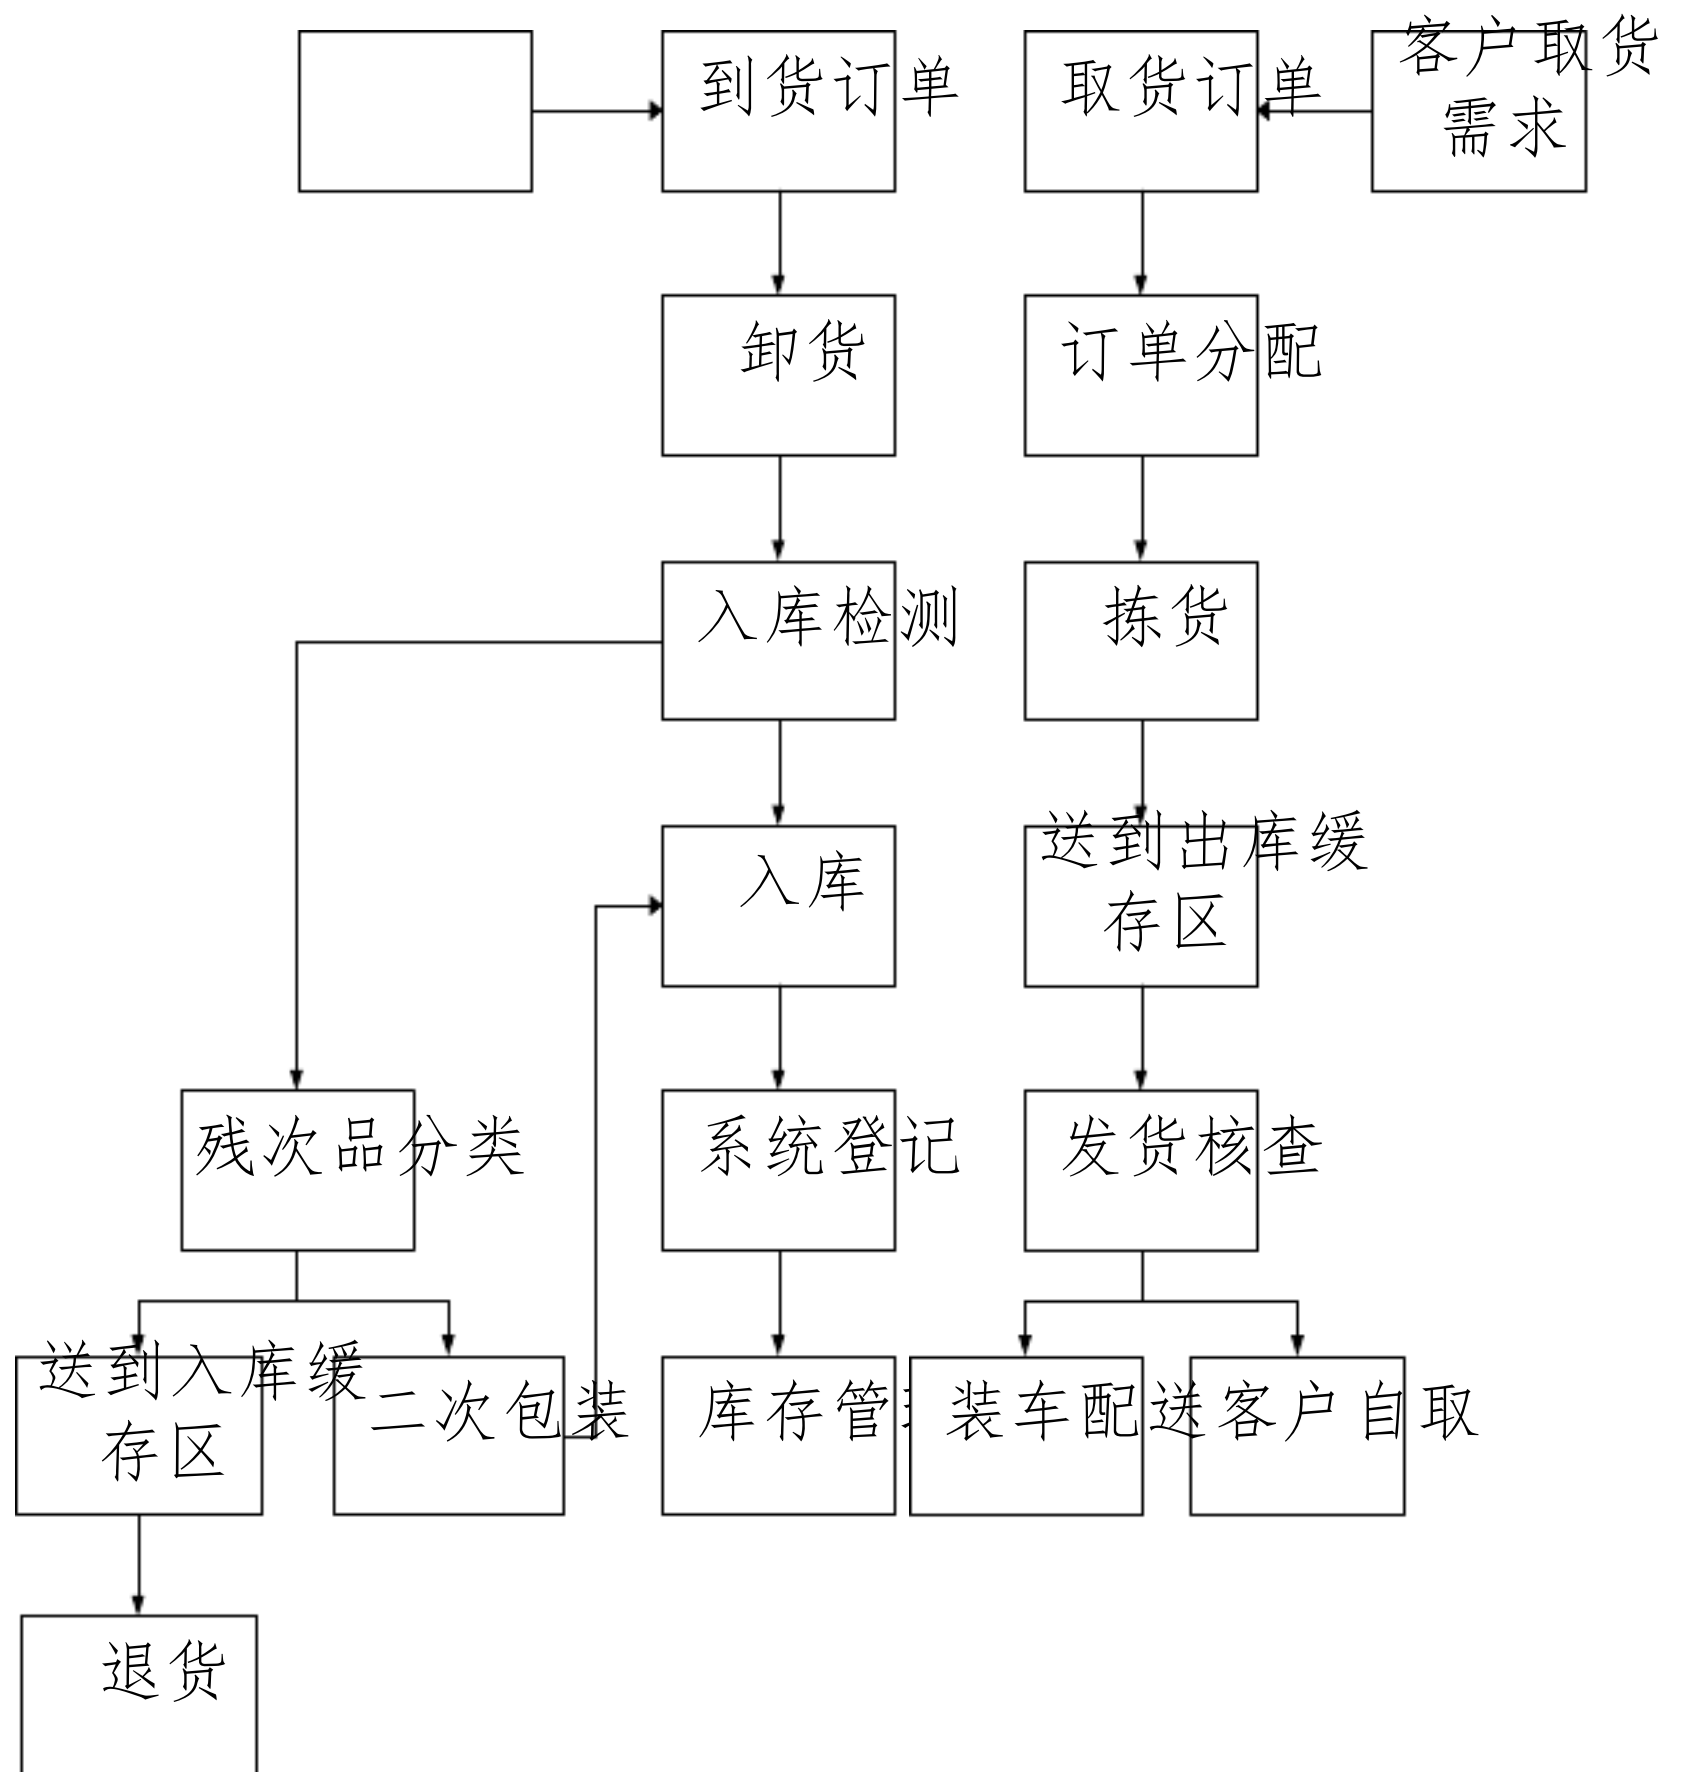 到货订单
取货订单
客户取货
需求
卸货
订单分配
入库检测
拣货
入库
送到出库缓
存区
残次品分类
系统登记
发货核查
送到入库缓
存区
二次包装
库存管
装车配送
客户自取
退货